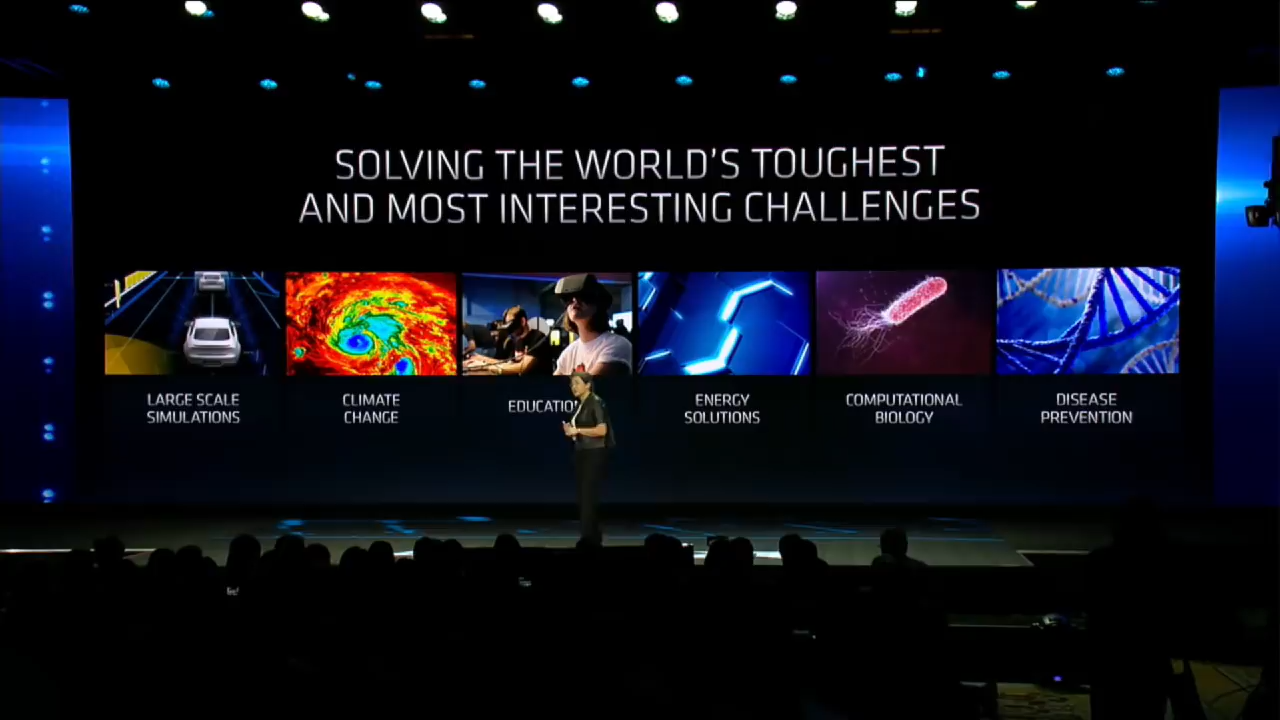 SOLVING THE WORLD'S TOUGHEST
AND MOST INTERESTING CHALLENGES
LARGE SCALE
SIMULATIONS
CLIMATE
CHANGE
EDUCATIO
ENERGY
SOLUTIONS
COMPUTATIONAL
BIOLOGY
DISEASE
PREVENTION